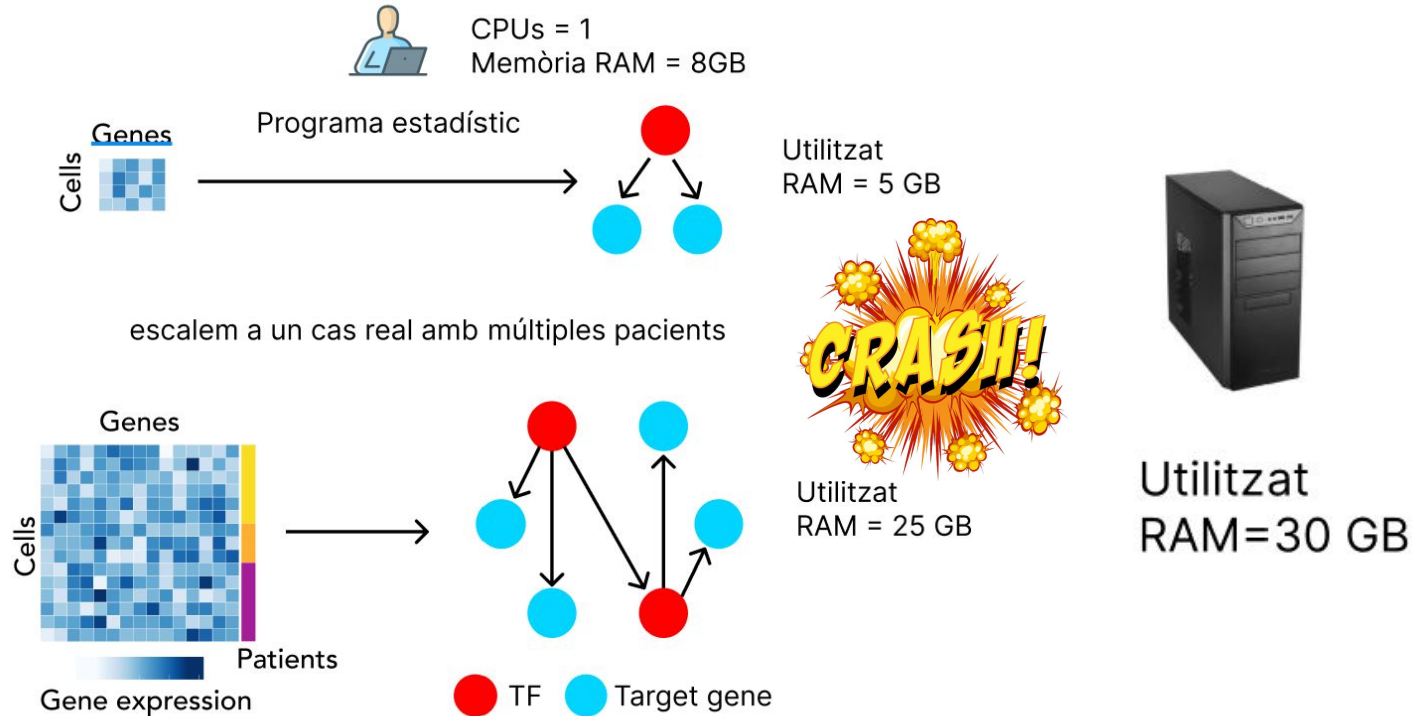 CPUs = 1
Memòria RAM = 8GB
Genes
Cells
Programa estadístic
Utilitzat
RAM = 5 GB
escalem a un cas real amb múltiples pacients
CRASH!
Genes
Cells
Patients
Gene expression
Utilitzat
RAM = 25 GB
Utilitzat
RAM=30 GB
TF
Target gene